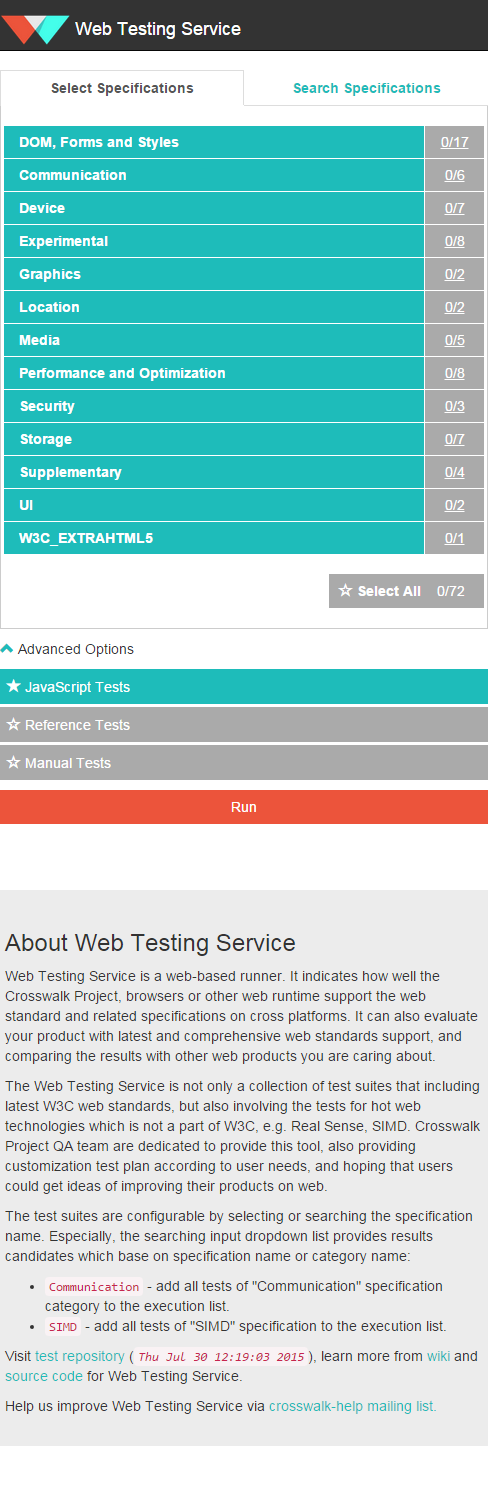 Web Testing Service
Select Specifications
Search Specifications
DOM, Forms and Styles 0/17
Communication 0/6
Device 0/7
Experimental 0/8
Graphics 0/2
Location 0/2
Media 0/5
Performance and Optimization 0/8
Security 0/3
Storage 0/7
Supplementary 0/4
UI 0/2
W3C_EXTRAHTML5 0/1
Select All 0/72
Advanced Options
JavaScript Tests
Reference Tests
Manual Tests
Run
About Web Testing Service
Web Testing Service is a web-based runner. It indicates how well the
Crosswalk Project, browsers or other web runtime support the web
standard and related specifications on cross platforms. It can also evaluate
your product with latest and comprehensive web standards support, and
comparing the results with other web products you are caring about.
The Web Testing Service is not only a collection of test suites that including
latest W3C web standards, but also involving the tests for hot web
technologies which is not a part of W3C, e.g. Real Sense, SIMD. Crosswalk
Project QA team are dedicated to provide this tool, also providing
customization test plan according to user needs, and hoping that users
could get ideas of improving their products on web.
The test suites are configurable by selecting or searching the specification
name. Especially, the searching input dropdown list provides results
candidates which base on specification name or category name:
• Communication - add all tests of "Communication" specification
category to the execution list.
• SIMD - add all tests of "SIMD" specification to the execution list.
Visit test repository ( Thu Jul 30 12:19:03 2015 ), learn more from wiki and
source code for Web Testing Service.
Help us improve Web Testing Service via crosswalk-help mailing list.